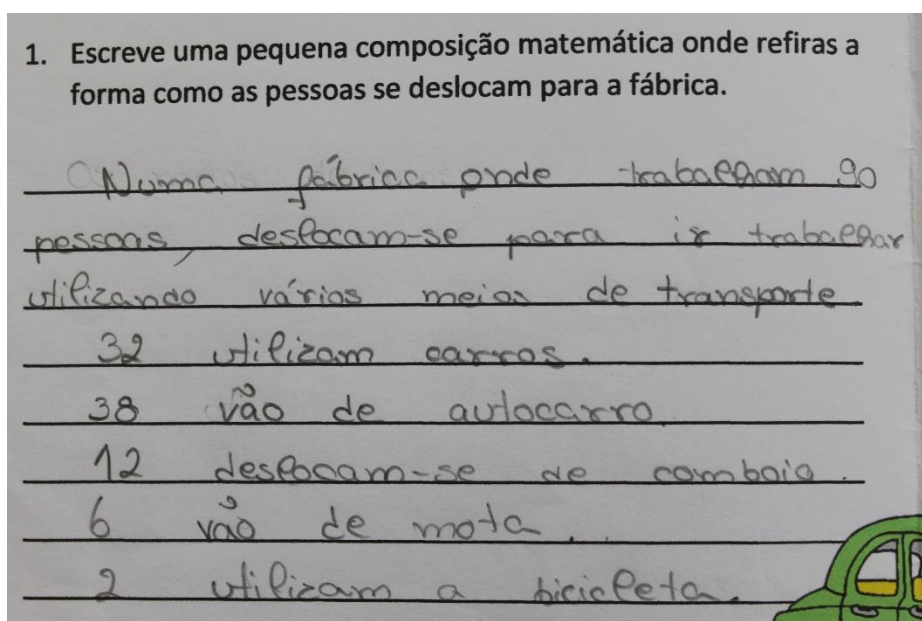 1. Escreve uma pequena composição matemática onde refiras a
forma como as pessoas se deslocam para a fábrica.
Numa fábrica onde trabalham 90
pessoas, deslocam-se para ir trabalhar
utilizando vários meios de transporte
32 utilizam carros.
38 vão de autocarro
12 deslocam-se de comboio.
6 vão de mota.
2 utilizam a bicicleta.